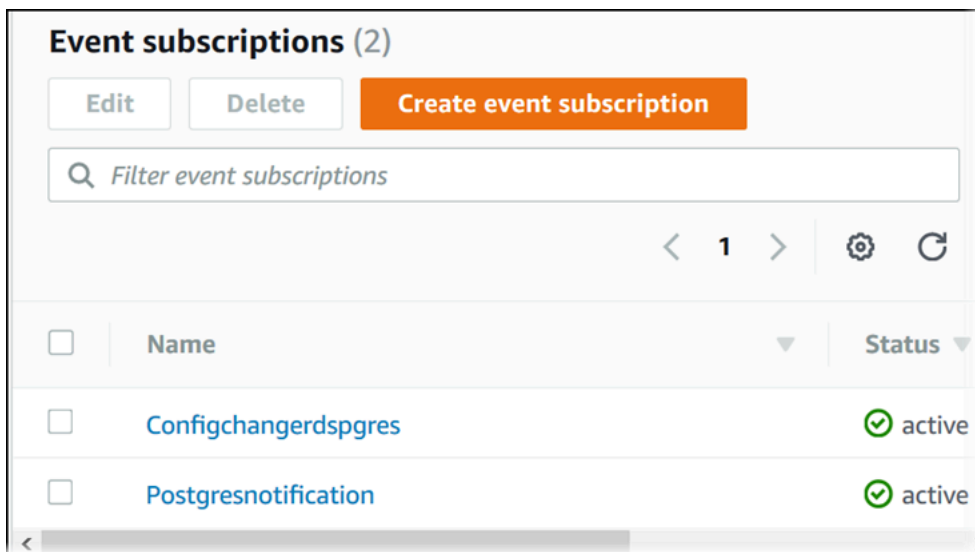 Event subscriptions (2)
Edit Delete Create event subscription
Filter event subscriptions
1
Name Status
Configchangerdspgres active
Postgresnotification active